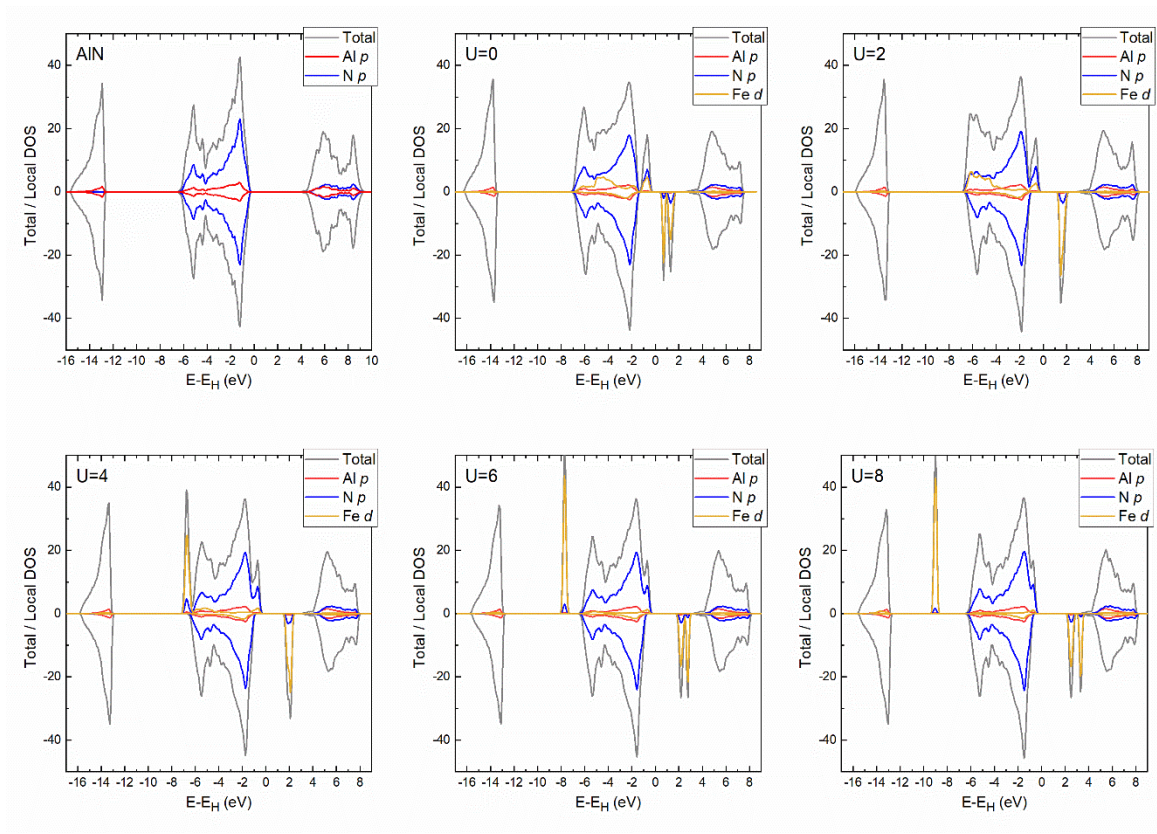 AlN
Total
Al p
N p
40
20
0
-20
-40
Total / Local DOS
-16 -14 -12 -10 -8 -6 -4 -2 0 2 4 6 8 10
E-E_H (eV)
U=0
Total
Al p
N p
Fe d
40
20
0
-20
-40
Total / Local DOS
-16 -14 -12 -10 -8 -6 -4 -2 0 2 4 6 8
E-E_H (eV)
U=2
Total
Al p
N p
Fe d
40
20
0
-20
-40
Total / Local DOS
-16 -14 -12 -10 -8 -6 -4 -2 0 2 4 6 8
E-E_H (eV)
U=4
Total
Al p
N p
Fe d
40
20
0
-20
-40
Total / Local DOS
-16 -14 -12 -10 -8 -6 -4 -2 0 2 4 6 8
E-E_H (eV)
U=6
Total
Al p
N p
Fe d
40
20
0
-20
-40
Total / Local DOS
-16 -14 -12 -10 -8 -6 -4 -2 0 2 4 6 8
E-E_H (eV)
U=8
Total
Al p
N p
Fe d
40
20
0
-20
-40
Total / Local DOS
-16 -14 -12 -10 -8 -6 -4 -2 0 2 4 6 8
E-E_H (eV)